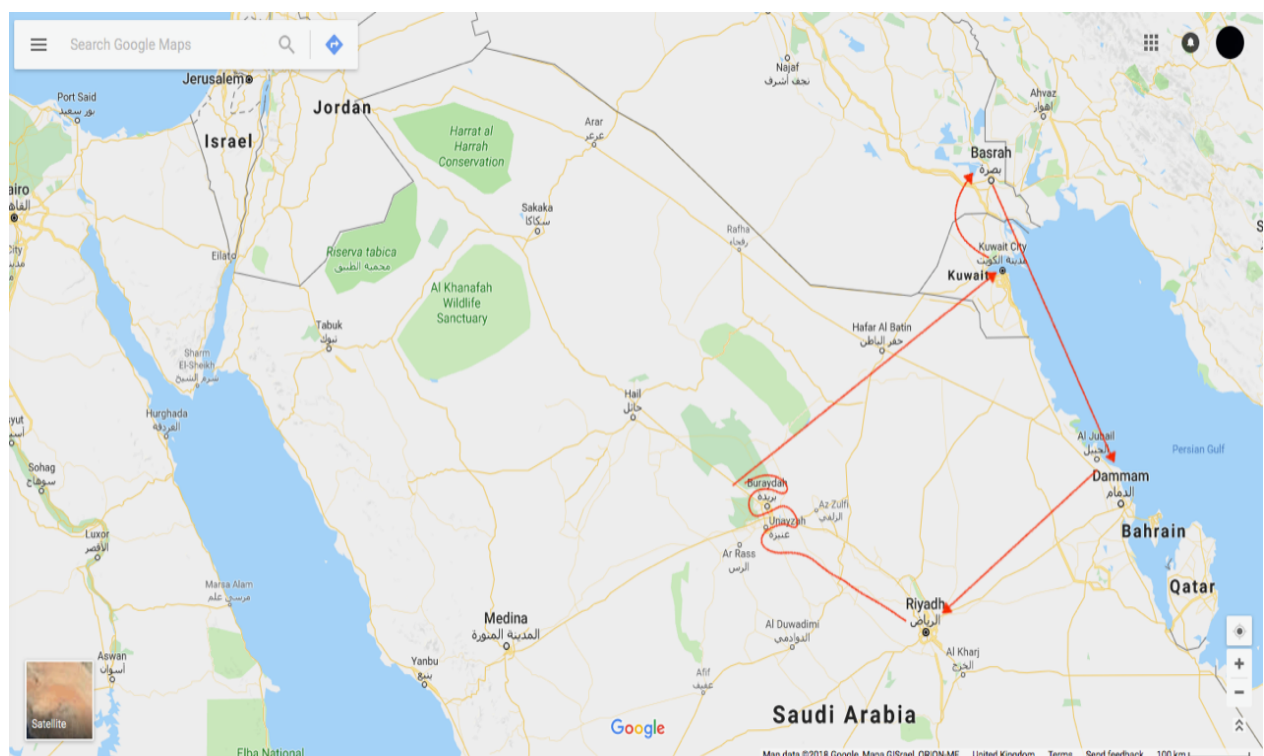 Search Google Maps
Jerusalem
Port Said
بور سعيد
Jordan
Israel
Najaf
نجف أشرف
Ahvaz
اهواز
Arar
عرعر
Harrat al
Harrah
Conservation
Basrah
بصرة
airo
City
Sakaka
سكاكا
Rafha
رفحاء
Eilato
Riserva tabica
محمية الطبيق
Kuwait City
مدينة الكويت
Kuwait
Al Khanafah
Wildlife
Sanctuary
Tabuk
تبوك
Hafar Al Batin
حفر الباطن
Sharm
El-Sheikh
شرم الشيخ
Hail
حائل
Hurghada
الغردقة
yut
Al Jubail
الجبيل
Persian Gulf
Sohag
سوهاج
Buraydah
بريدة
Dammam
الدمام
Az Zulfi
الزلفي
Unayzah
عنيزة
Luxor
الأقصر
Ar Rass
الرس
Bahrain
Qatar
Marsa Alam
مرسى علم
Riyadh
الرياض
Medina
المدينة المنورة
Al Duwadimi
الدوادمي
Al Kharj
الخرج
Aswan
أسوان
Yanbu
ينبع
Afif
عفيف
Satellite
Google
Saudi Arabia
Elba National
Map data ©2018 Google, Mapa GISrael, ORION-ME United Kingdom Terms Send feedback 100 km